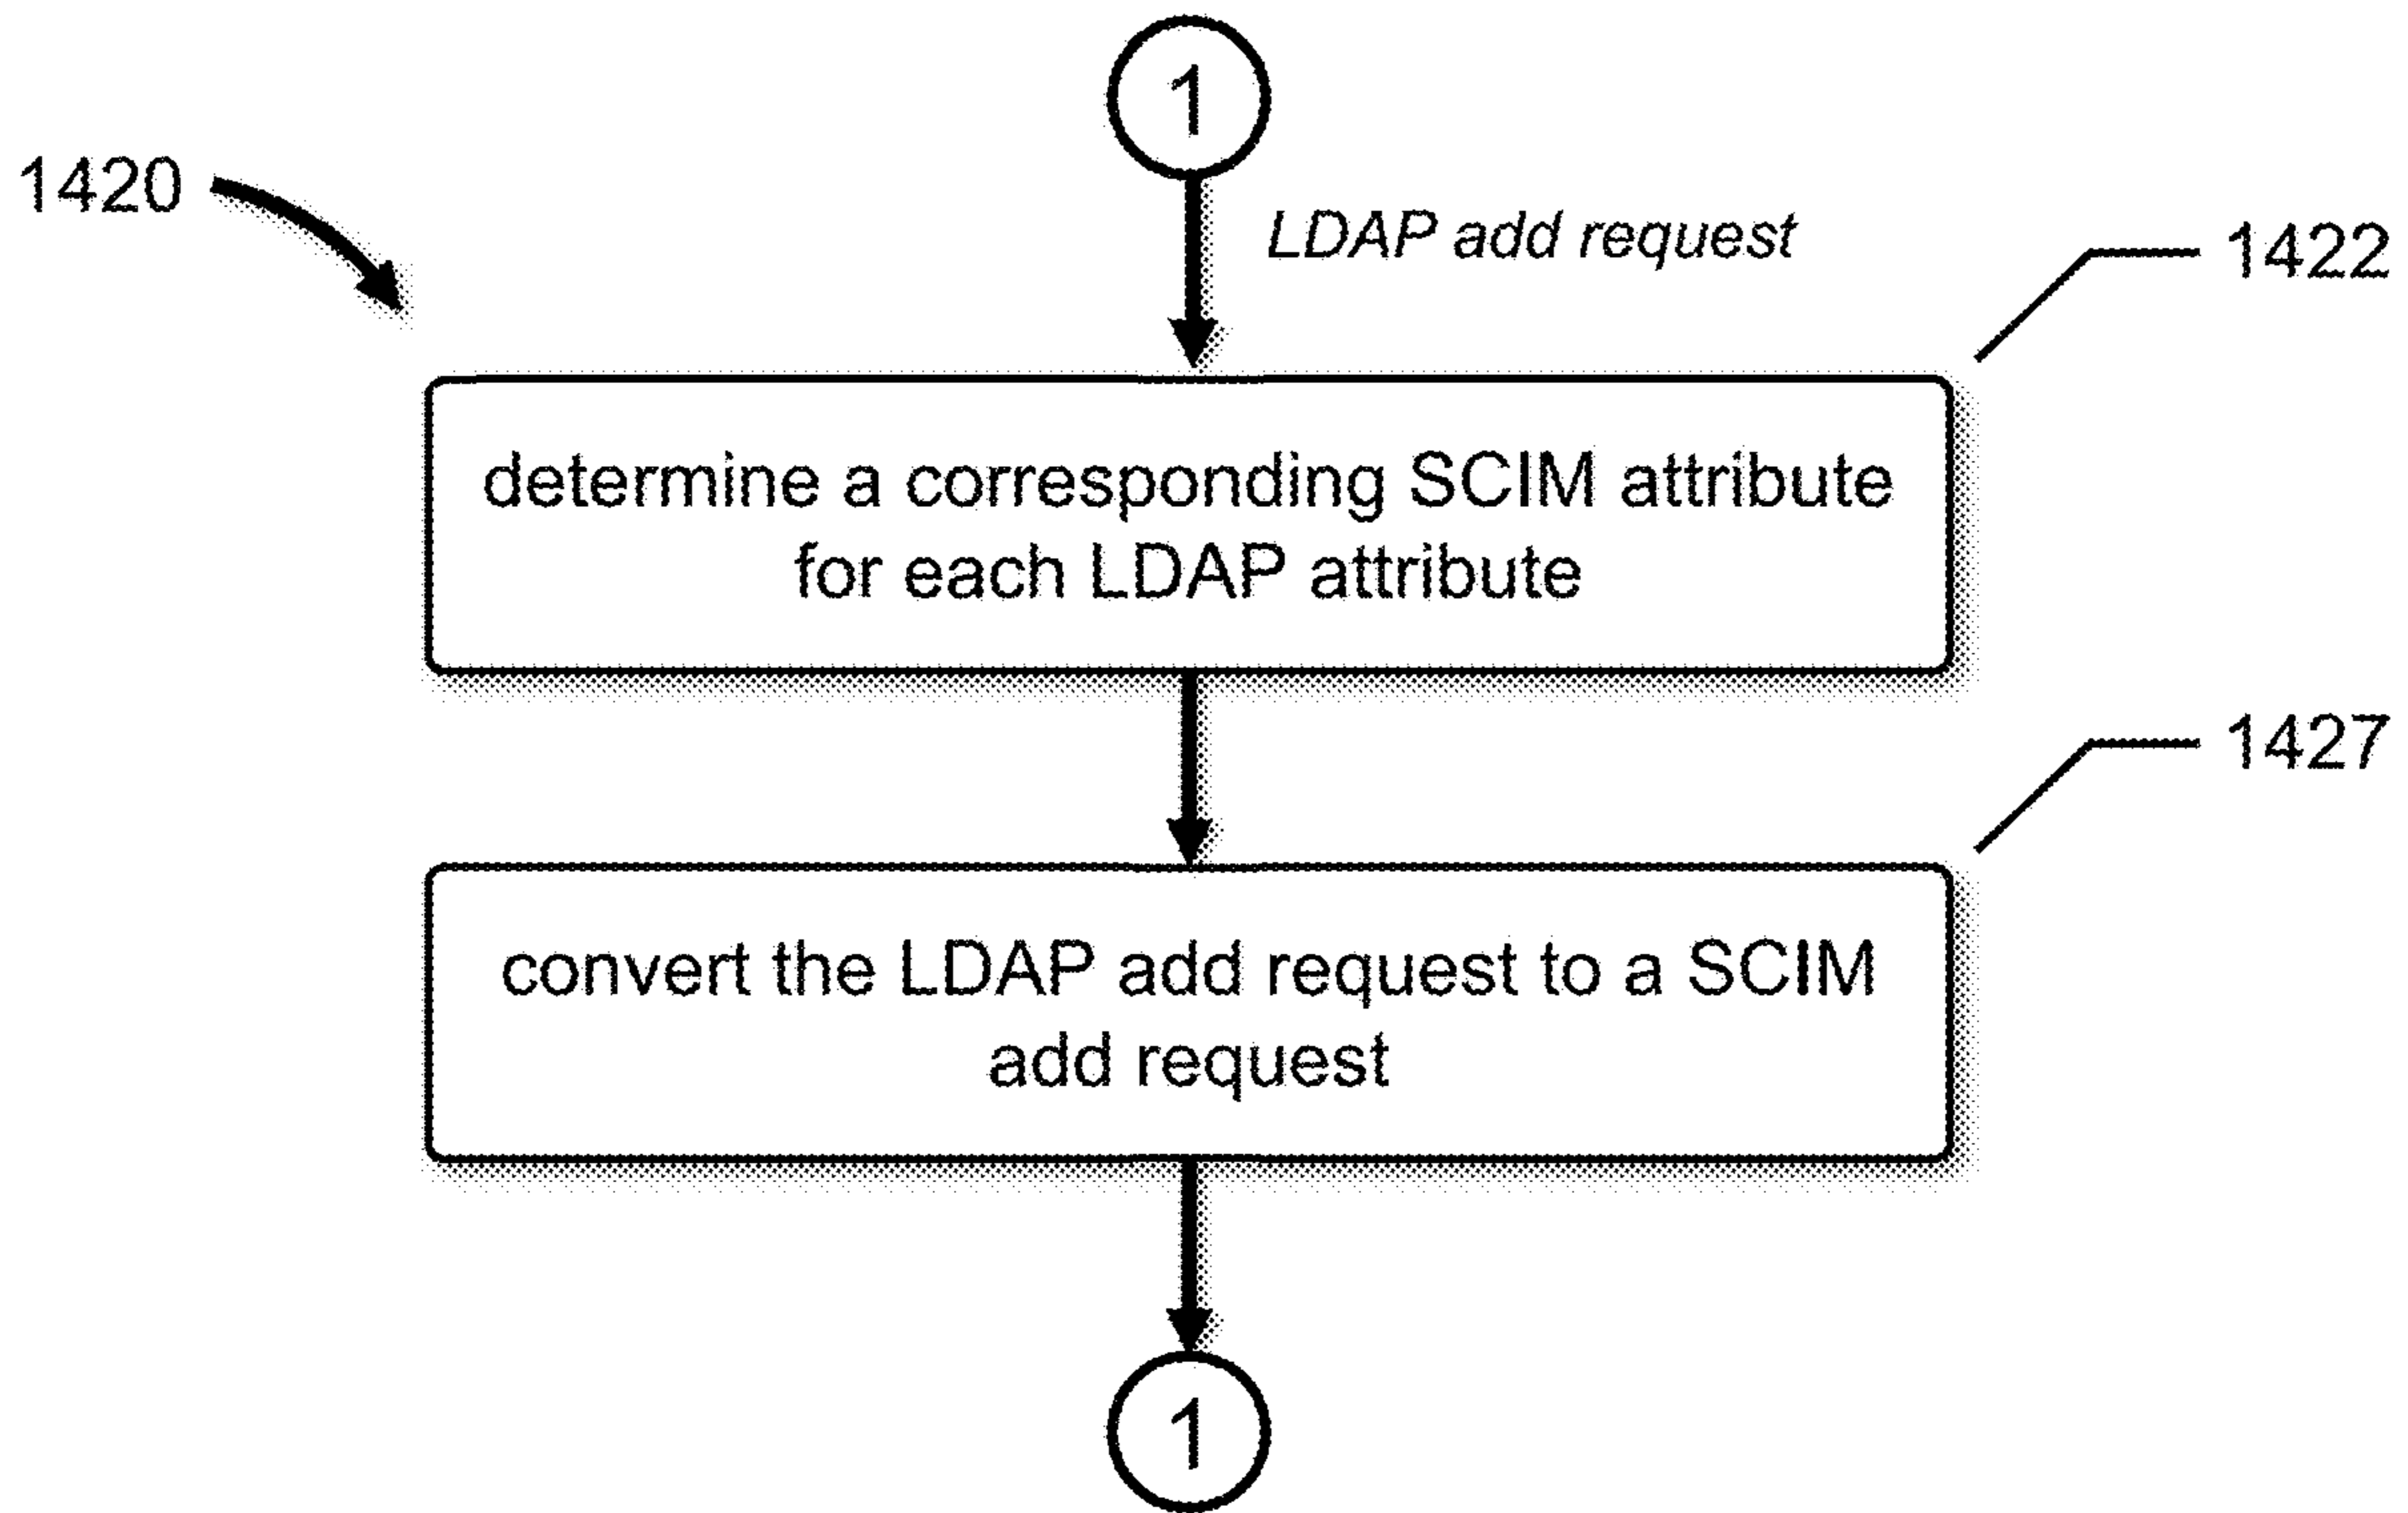 1
1420
LDAP add request
1422
determine a corresponding SCIM attribute
for each LDAP attribute
1427
convert the LDAP add request to a SCIM
add request
1